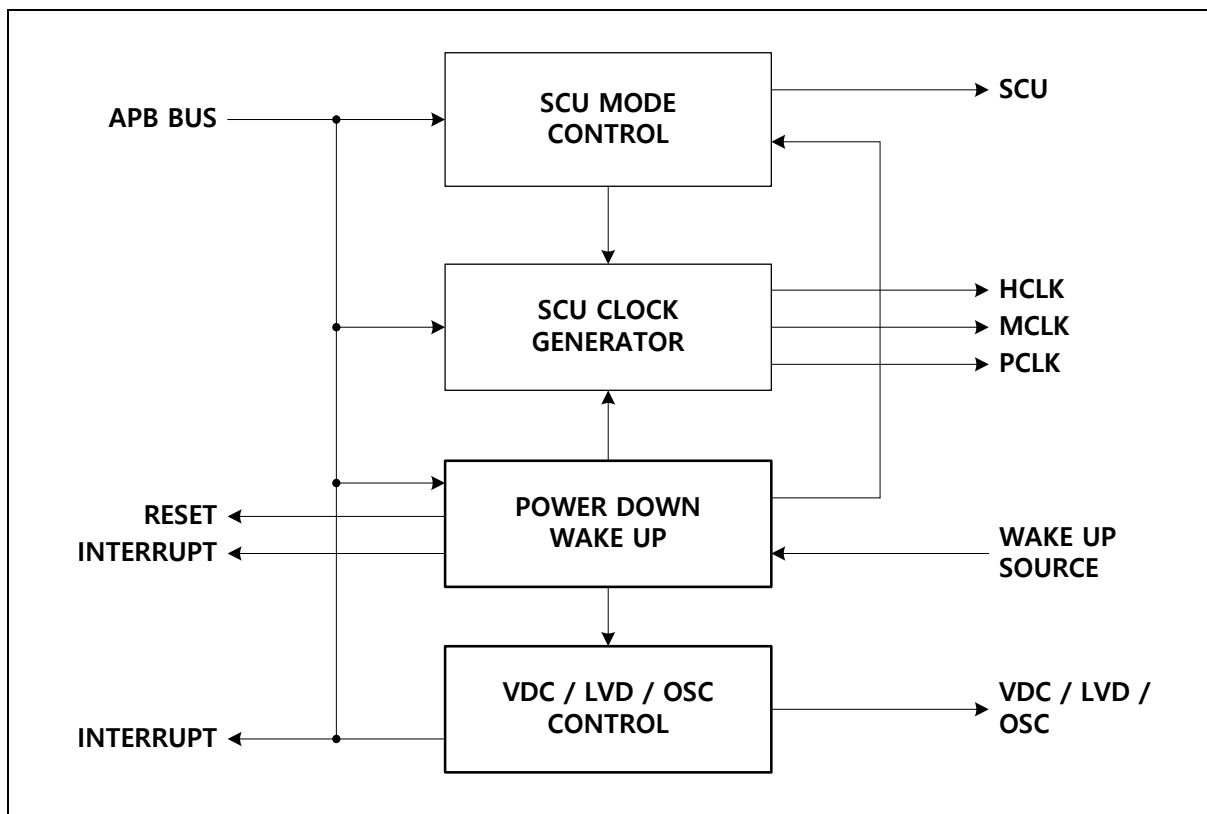 SCU MODE
CONTROL
SCU
APB BUS
SCU CLOCK
GENERATOR
HCLK
MCLK
PCLK
POWER DOWN
WAKE UP
RESET
INTERRUPT
WAKE UP
SOURCE
VDC / LVD / OSC
CONTROL
VDC / LVD /
OSC
INTERRUPT